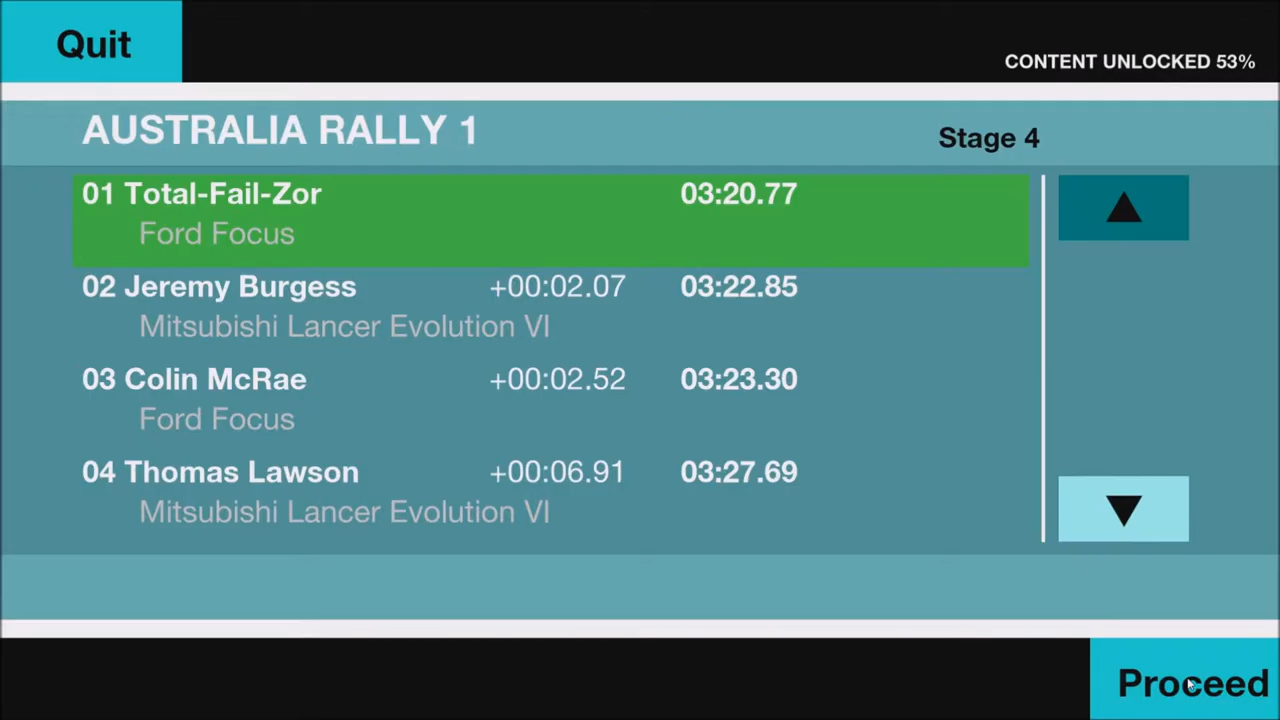 Quit
CONTENT UNLOCKED 53%
AUSTRALIA RALLY 1
Stage 4
01 Total-Fail-Zor 03:20.77
Ford Focus
02 Jeremy Burgess +00:02.07 03:22.85
Mitsubishi Lancer Evolution VI
03 Colin McRae +00:02.52 03:23.30
Ford Focus
04 Thomas Lawson +00:06.91 03:27.69
Mitsubishi Lancer Evolution VI
Proceed